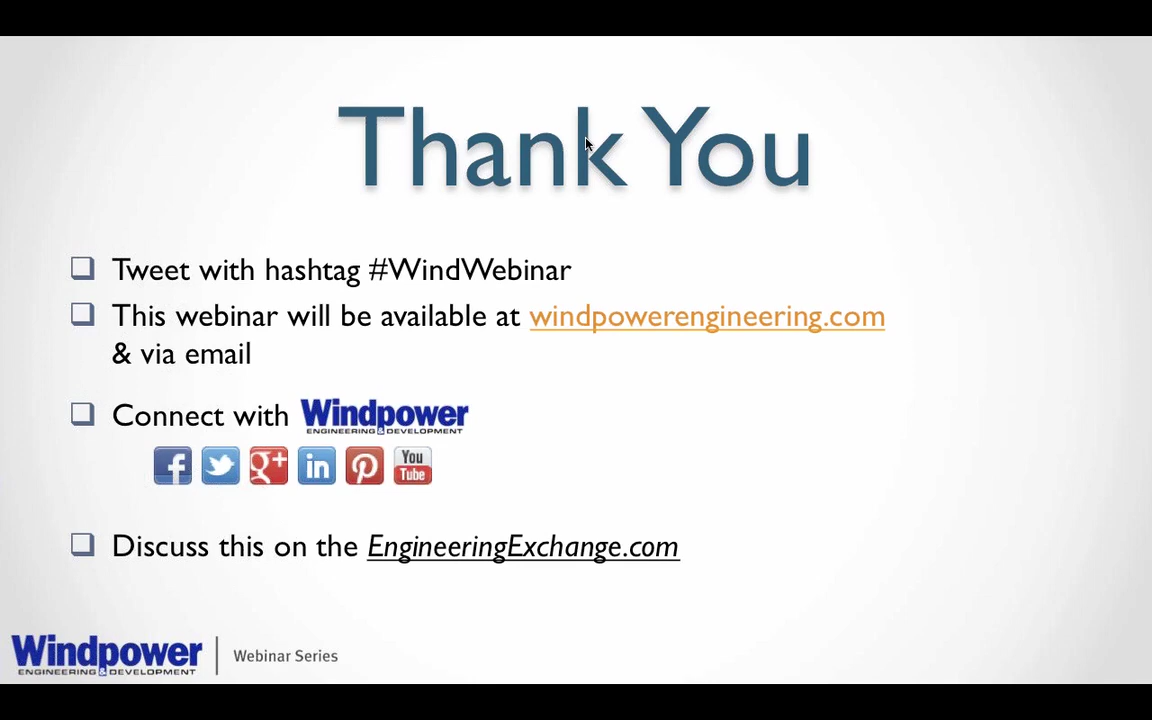 Thank You
Tweet with hashtag #WindWebinar
This webinar will be available at windpowerengineering.com
& via email
Connect with Windpower
ENGINEERING & DEVELOPMENT
f g+ in P You Tube
Discuss this on the EngineeringExchange.com
Windpower
ENGINEERING & DEVELOPMENT
Webinar Series